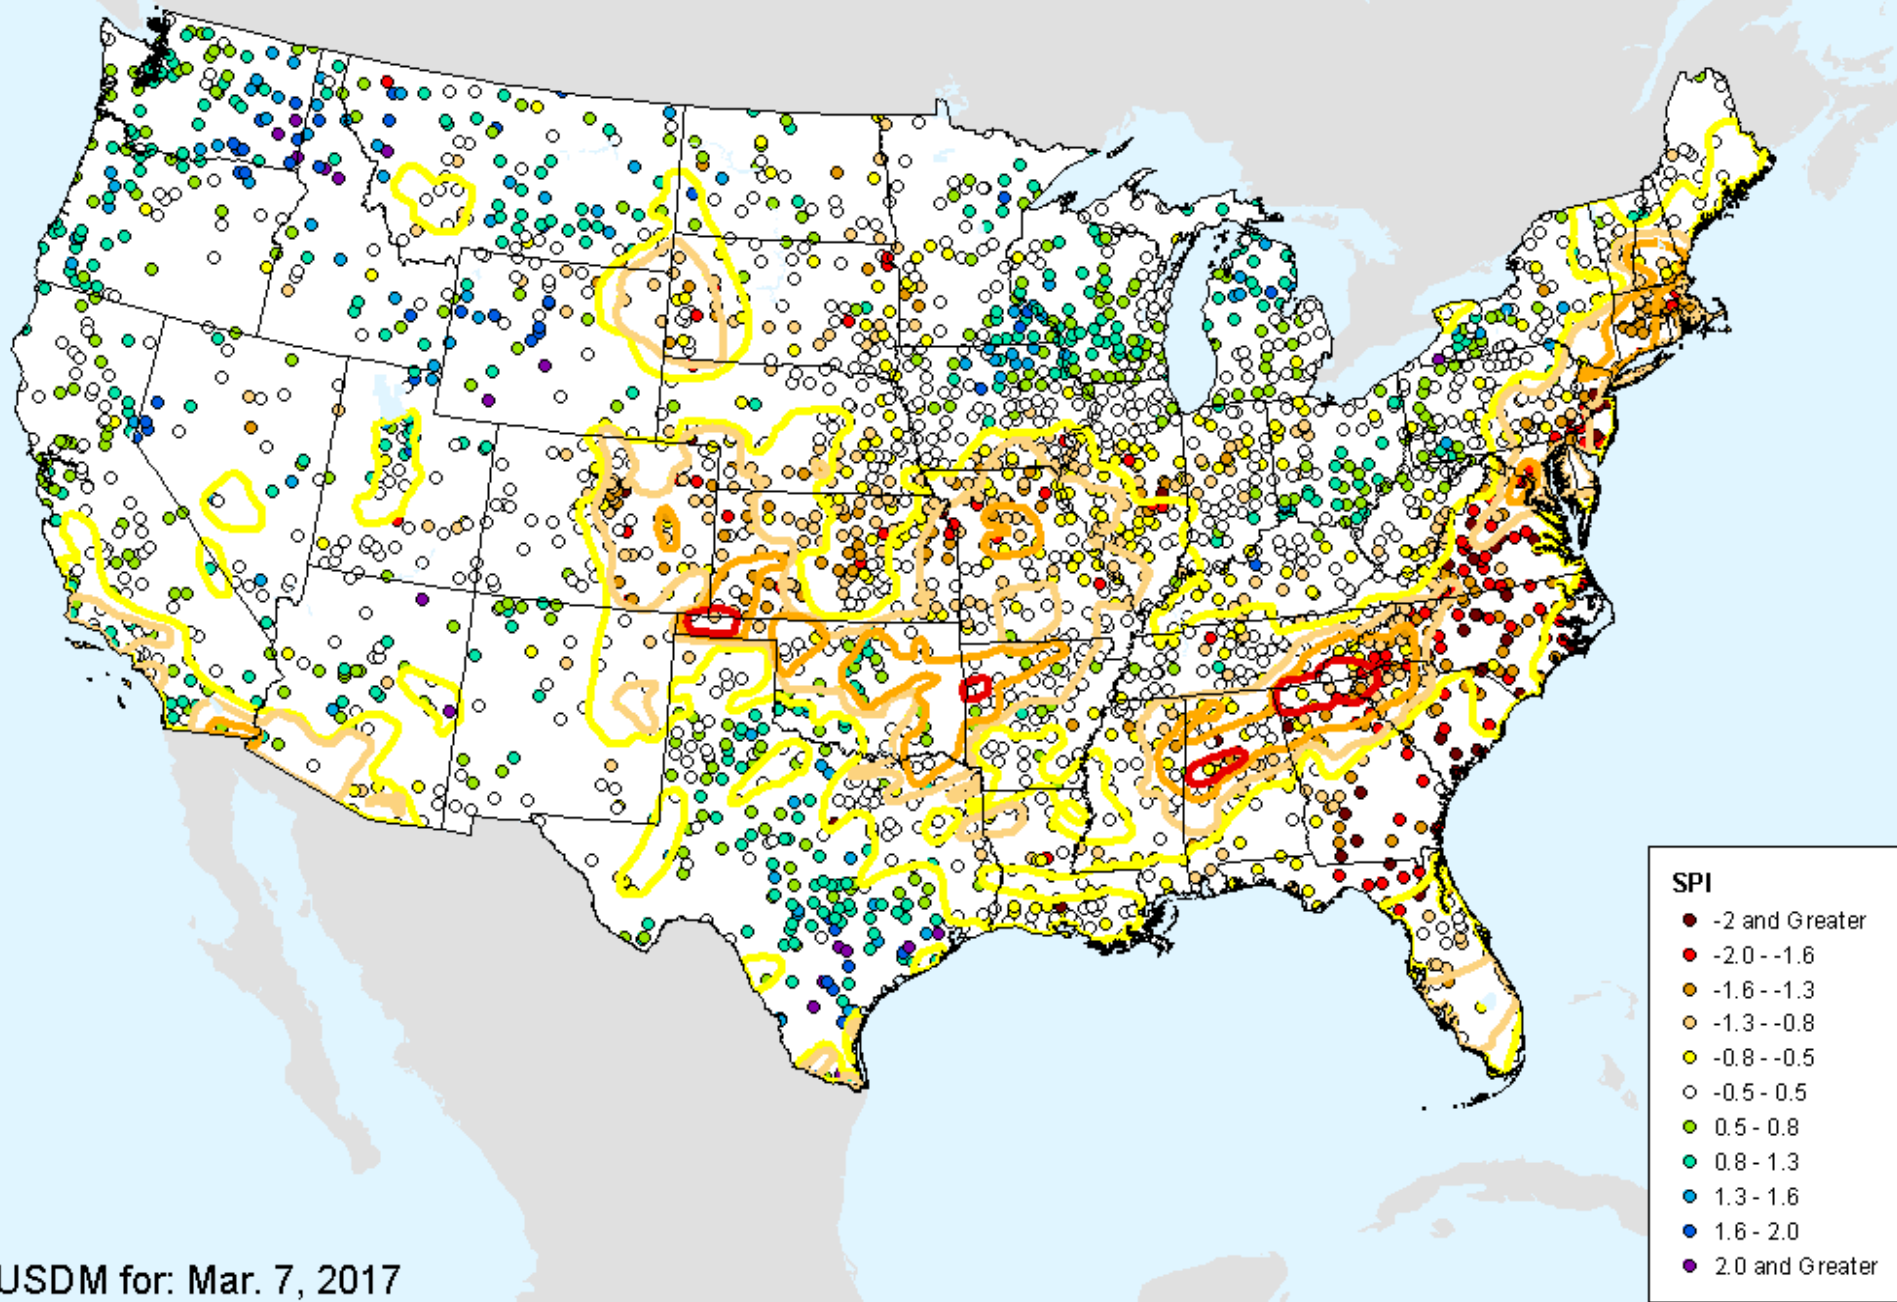 SPI
-2 and Greater
-2.0 - -1.6
-1.6 - -1.3
-1.3 - -0.8
-0.8 - -0.5
-0.5 - 0.5
0.5 - 0.8
0.8 - 1.3
1.3 - 1.6
1.6 - 2.0
2.0 and Greater
USDM for: Mar. 7, 2017